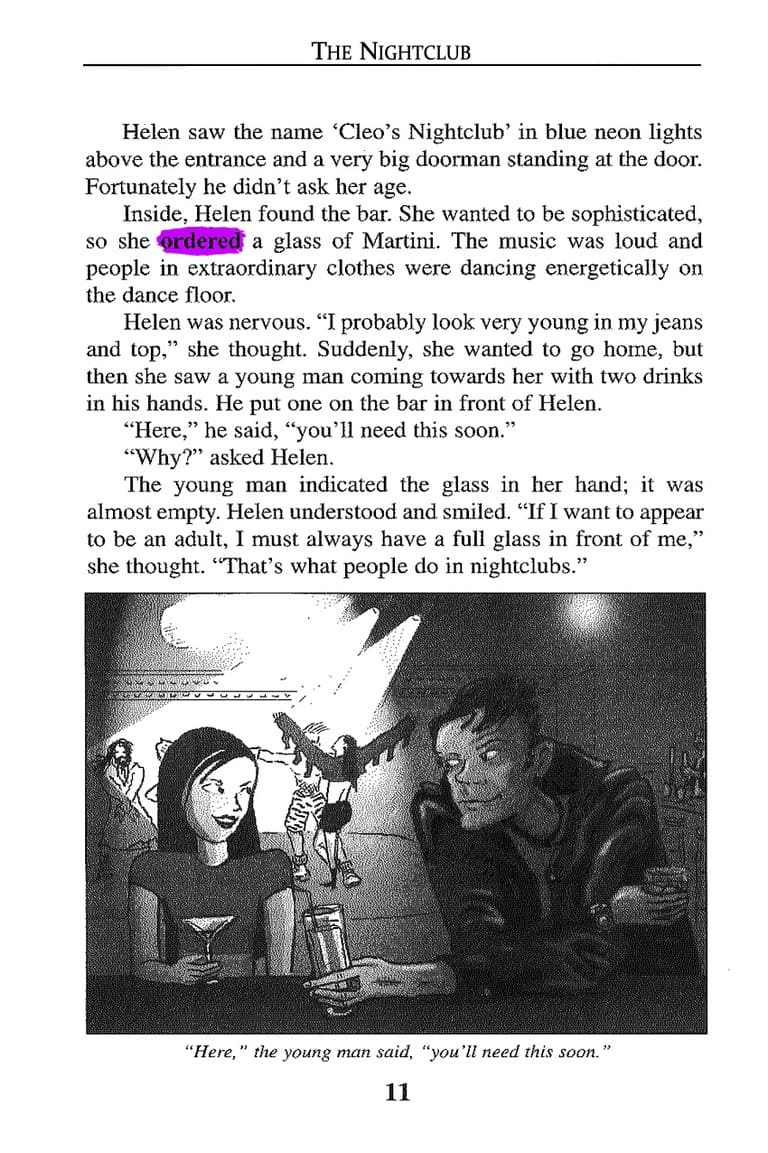 THE NIGHTCLUB
Helen saw the name ‘Cleo’s Nightclub’ in blue neon lights
above the entrance and a very big doorman standing at the door.
Fortunately he didn’t ask her age.
Inside, Helen found the bar. She wanted to be sophisticated,
so she ordered a glass of Martini. The music was loud and
people in extraordinary clothes were dancing energetically on
the dance floor.
Helen was nervous. “I probably look very young in my jeans
and top,” she thought. Suddenly, she wanted to go home, but
then she saw a young man coming towards her with two drinks
in his hands. He put one on the bar in front of Helen.
“Here,” he said, “you’ll need this soon.”
“Why?” asked Helen.
The young man indicated the glass in her hand; it was
almost empty. Helen understood and smiled. “If I want to appear
to be an adult, I must always have a full glass in front of me,”
she thought. “That’s what people do in nightclubs.”
“Here,” the young man said, “you’ll need this soon.”
11